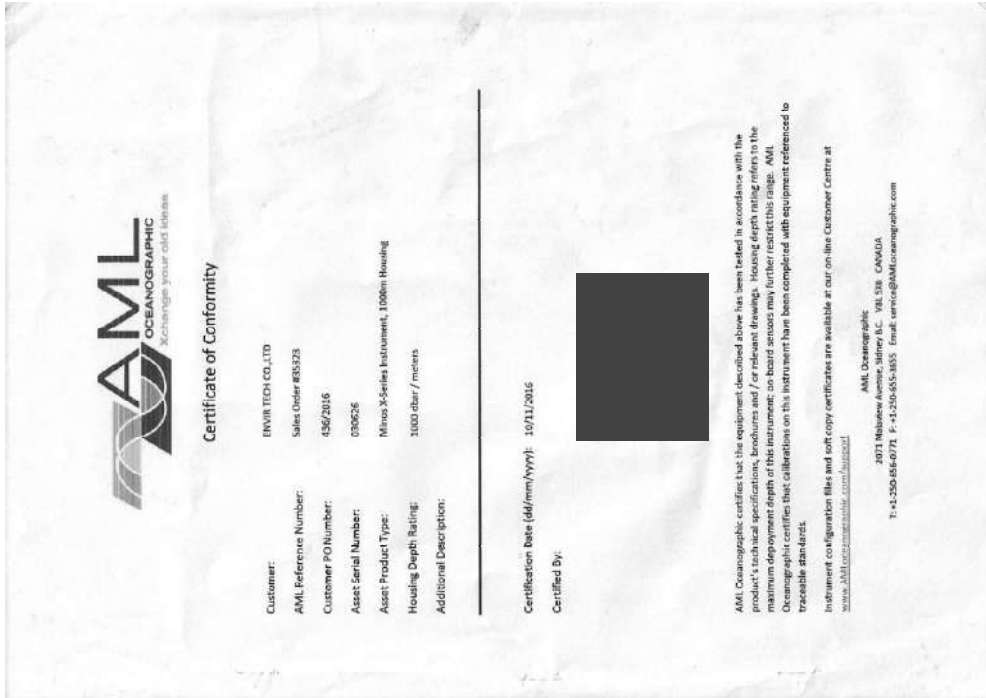 AML
OCEANOGRAPHIC
Xchange your old ideas
Certificate of Conformity
Customer: ENVIR TECH CO.,LTD
AML Reference Number: Sales Order #35323
Customer PO Number: 436/2016
Asset Serial Number: 030626
Asset Product Type: Minos X-Series Instrument, 1000m Housing
Housing Depth Rating: 1000 dbar / meters
Additional Description:
Certification Date (dd/mm/yyyy): 10/11/2016
Certified By:
AML Oceanographic certifies that the equipment described above has been tested in accordance with the
product's technical specifications, brochures and / or relevant drawings. Housing depth rating refers to the
maximum deployment depth of this instrument; on-board sensors may further restrict this range. AML
Oceanographic certifies that calibrations on this instrument have been completed with equipment referenced to
traceable standards.
Instrument configuration files and soft copy certificates are available at our on-line Customer Centre at
www.AMLoceanographic.com/support
AML Oceanographic
2071 Malaview Avenue, Sidney B.C. V8L 5X6 CANADA
T: +1-250-656-0771 F: +1-250-655-3655 Email: service@AMLoceanographic.com